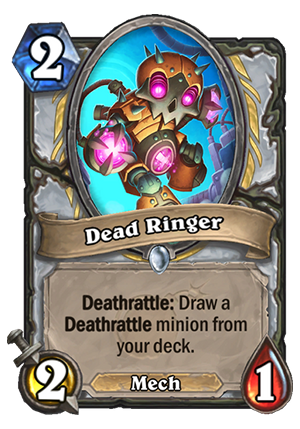 2
Dead Ringer
Deathrattle: Draw a
Deathrattle minion from
your deck.
2
Mech
1